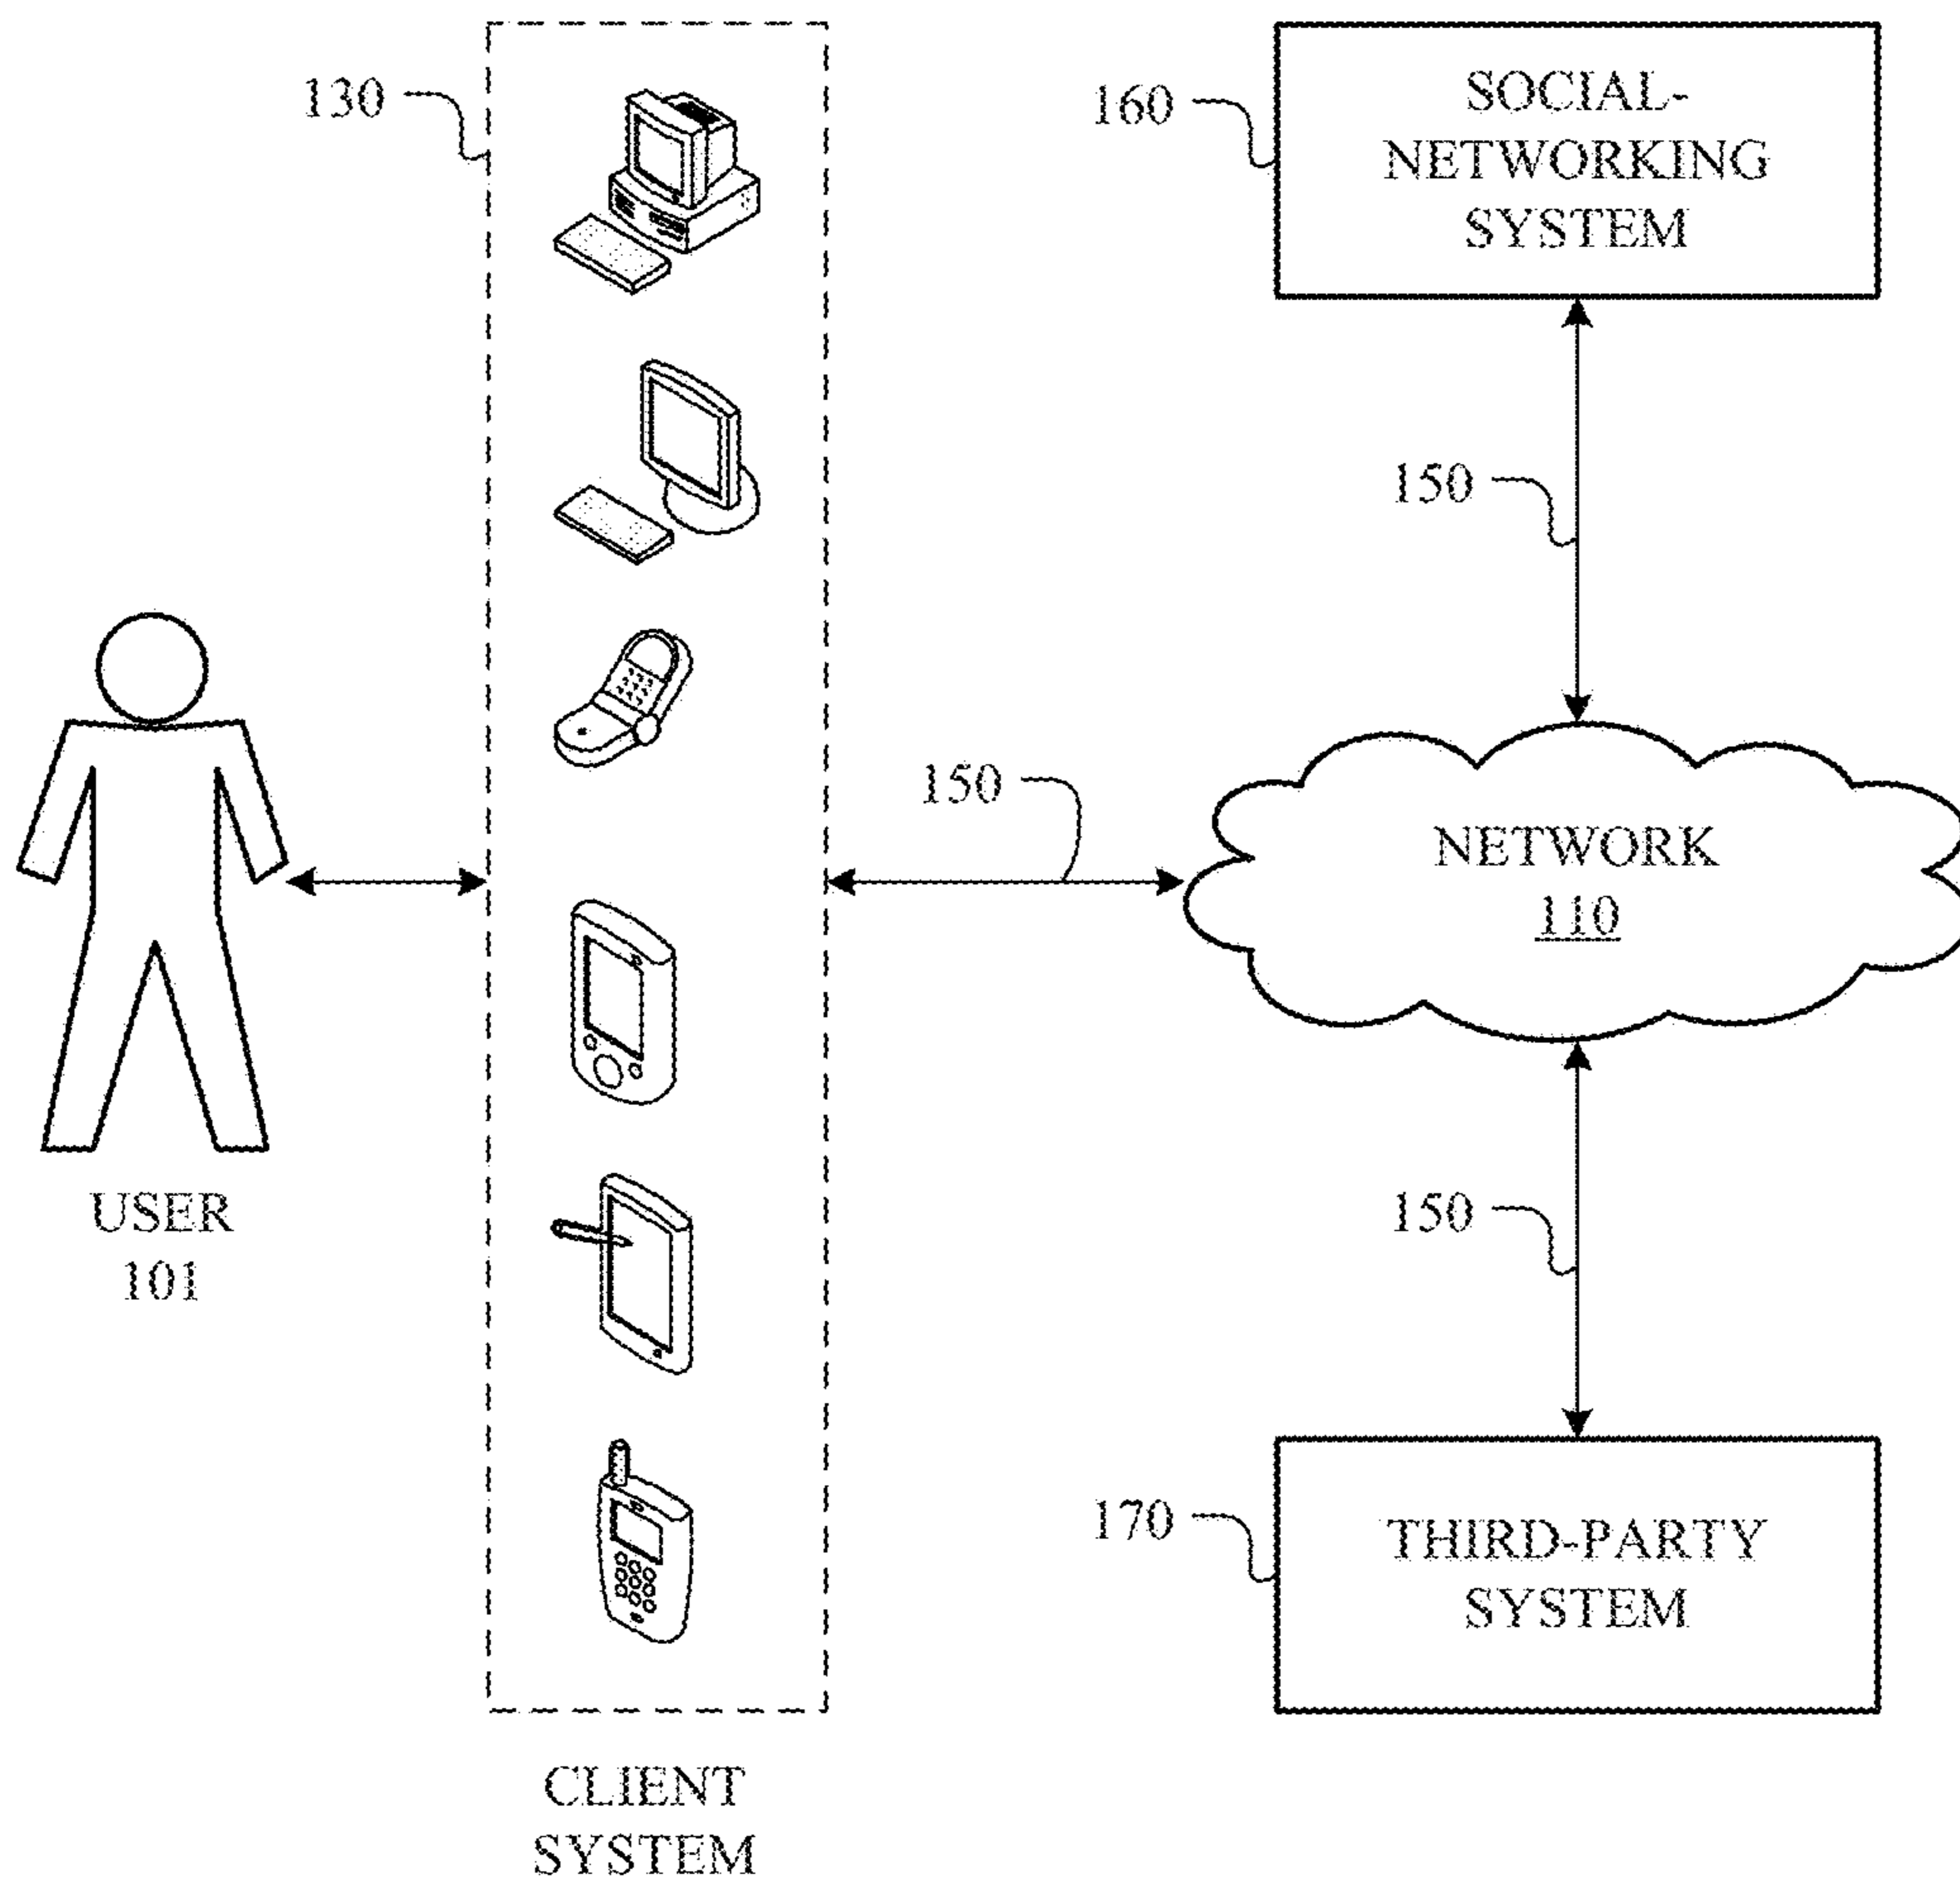 130
160
SOCIAL-
NETWORKING
SYSTEM
150
150
NETWORK
110
USER
101
150
170
THIRD-PARTY
SYSTEM
CLIENT
SYSTEM